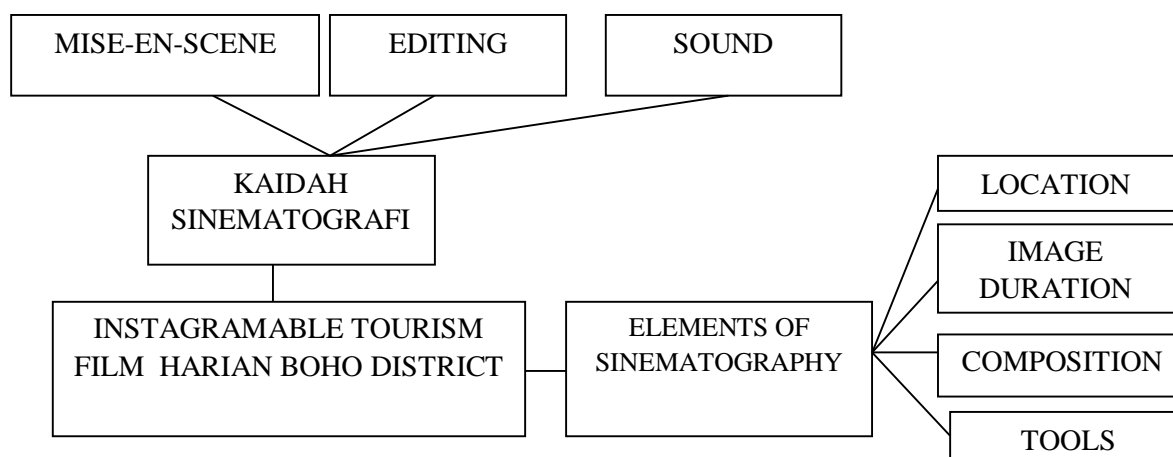 MISE-EN-SCENE
EDITING
SOUND
KAIDAH
SINEMATOGRAFI
LOCATION
IMAGE
DURATION
INSTAGRAMABLE TOURISM
FILM HARIAN BOHO DISTRICT
ELEMENTS OF
SINEMATOGRAPHY
COMPOSITION
TOOLS